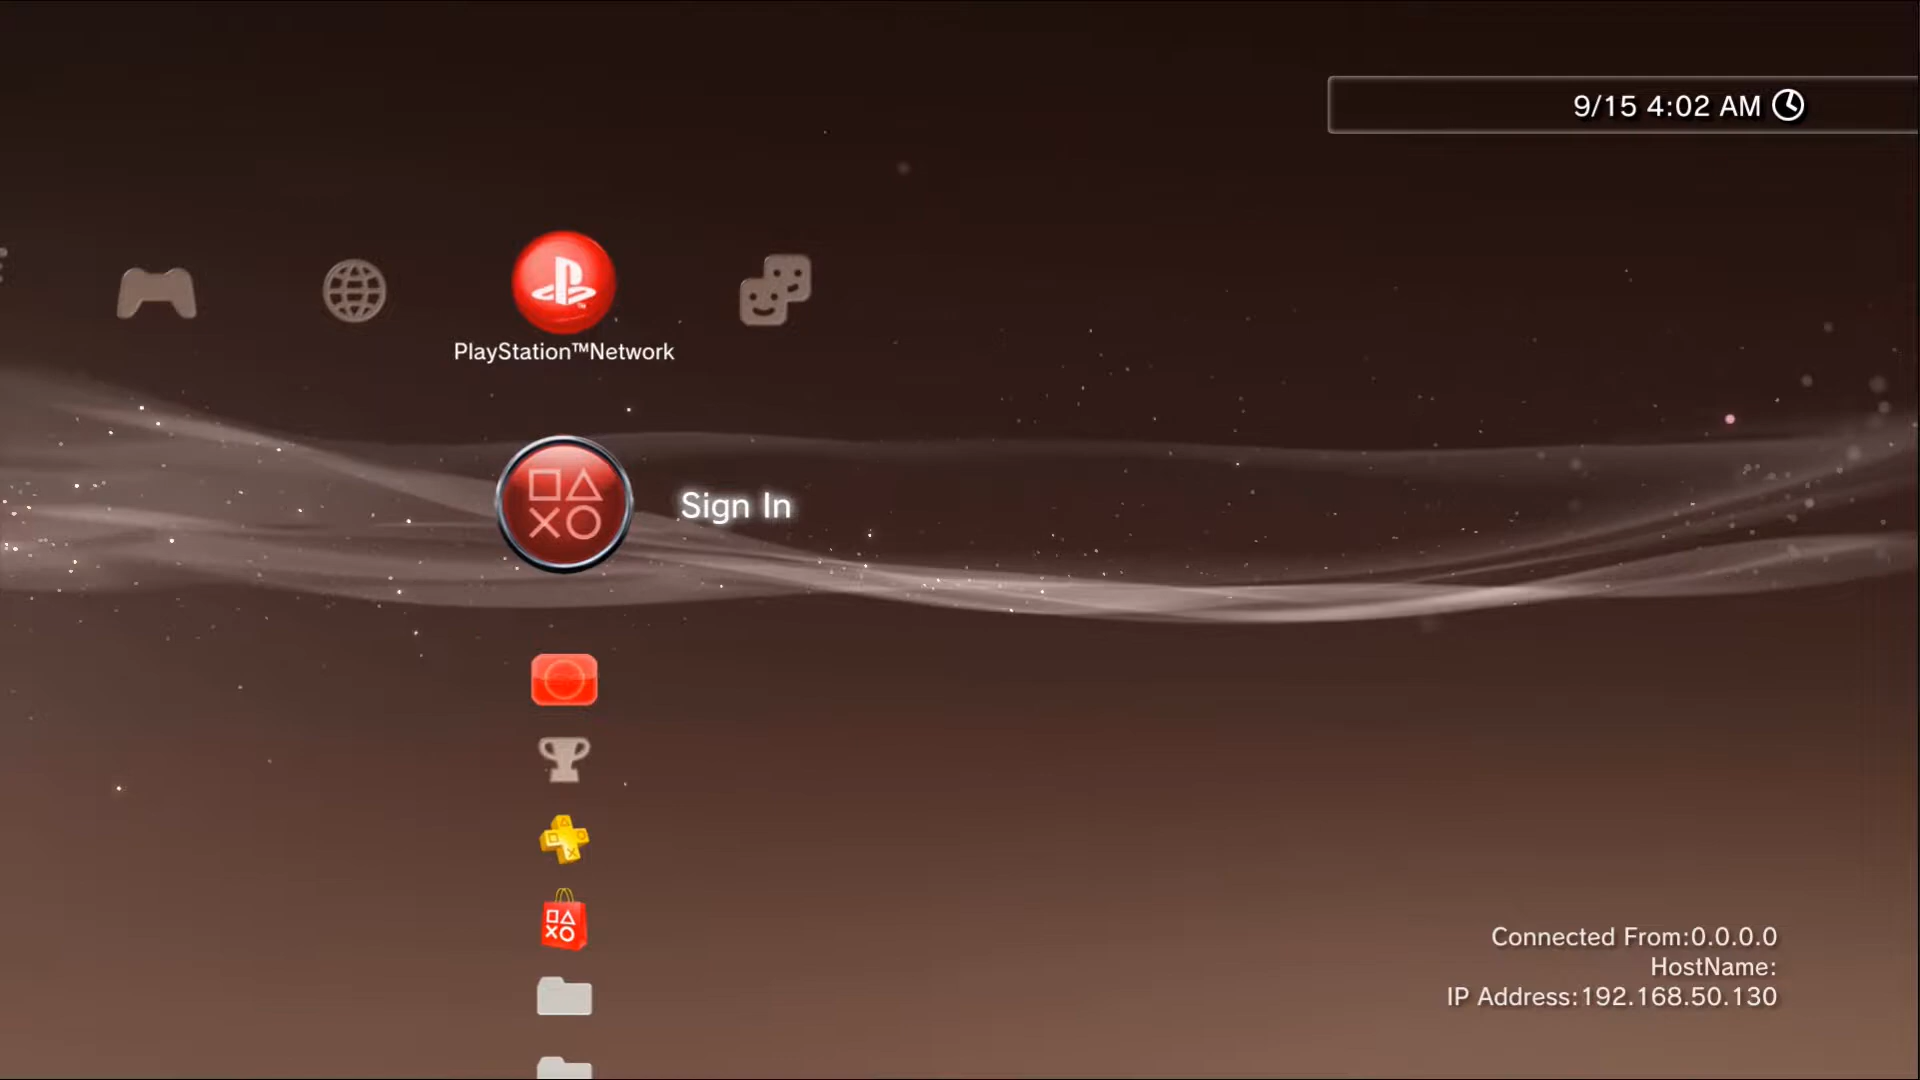 9/15 4:02 AM
PlayStation™Network
Sign In
Connected From:0.0.0.0
HostName:
IP Address:192.168.50.130